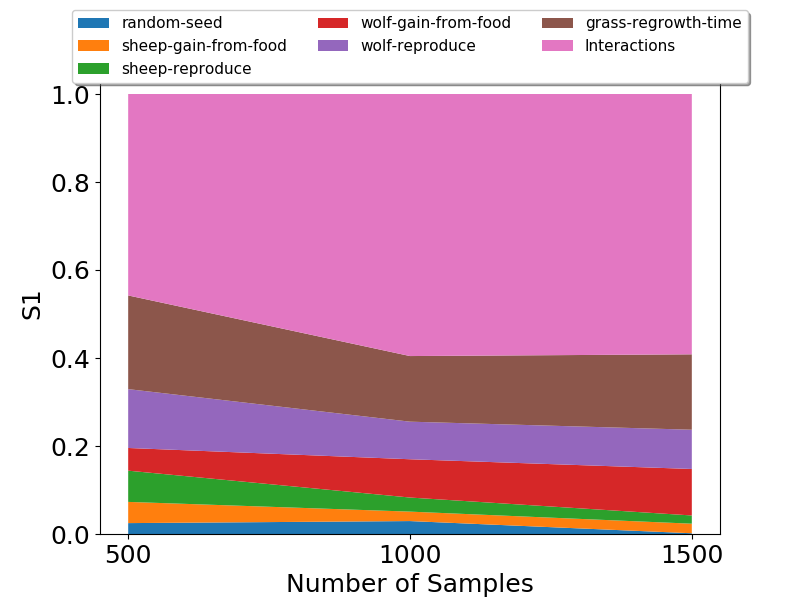 random-seed
sheep-gain-from-food
sheep-reproduce
wolf-gain-from-food
wolf-reproduce
grass-regrowth-time
Interactions
1.0
0.8
0.6
0.4
0.2
0.0
S1
500
1000
1500
Number of Samples